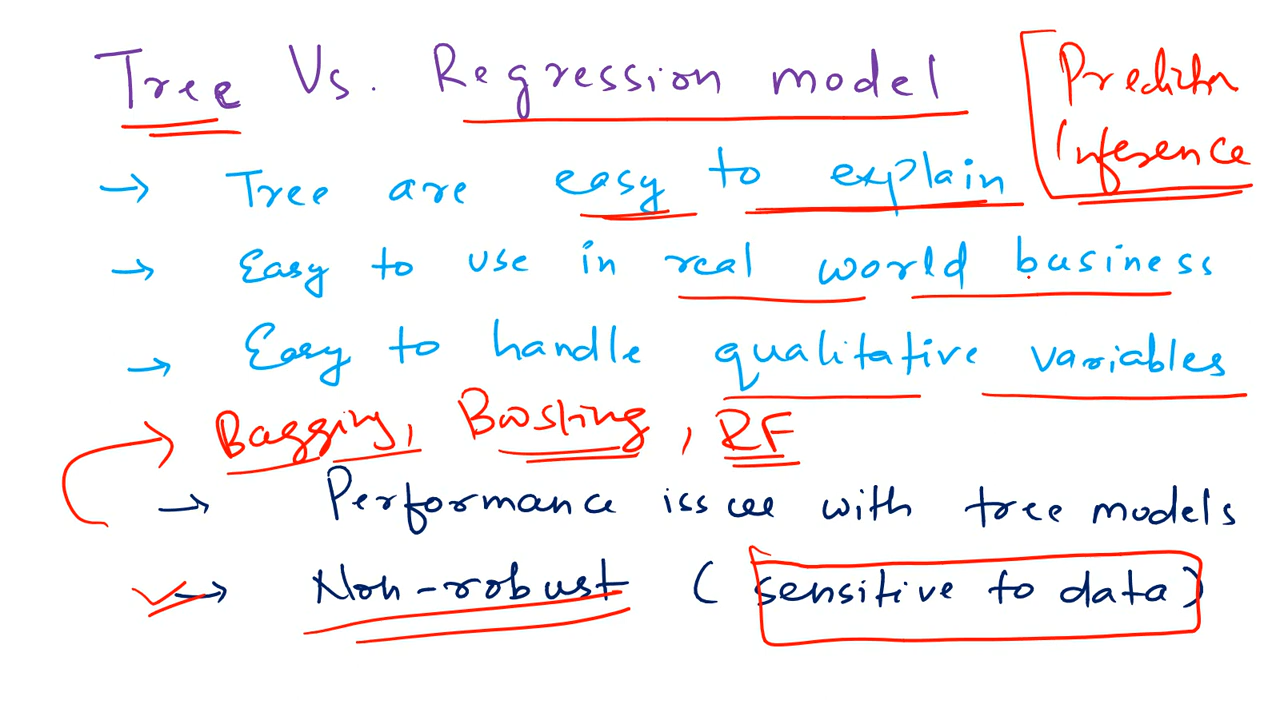 Tree Vs. Regression model
Prediction
Inference
→ Tree are easy to explain
→ Easy to use in real world business
→ Easy to handle qualitative variables
→ Bagging, Boosting, RF
→ Performance issue with tree models
→ Non-robust (sensitive to data)